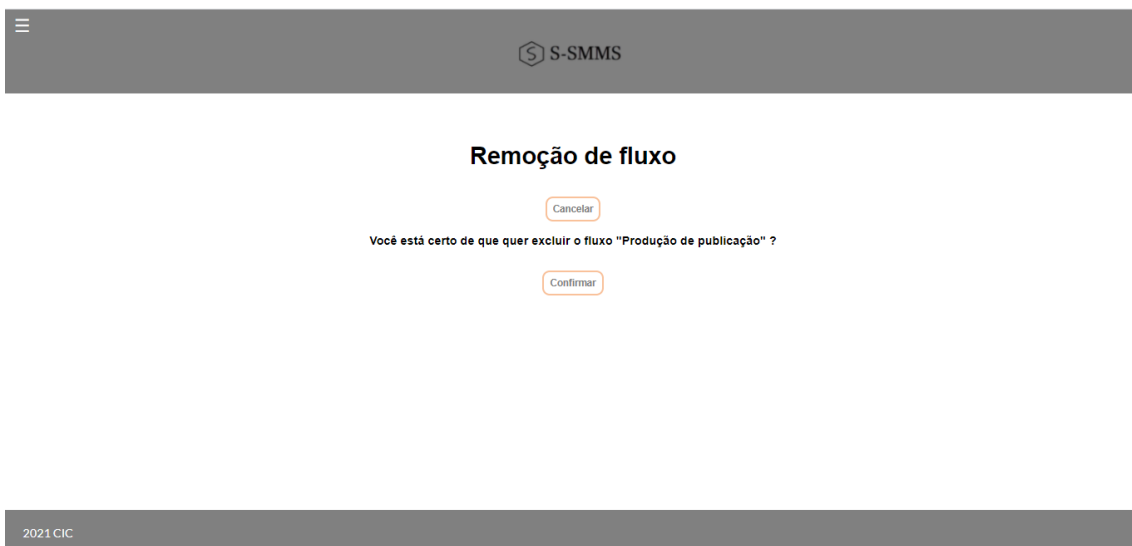 ☰
S-SMMS
Remoção de fluxo
Cancelar
Você está certo de que quer excluir o fluxo "Produção de publicação" ?
Confirmar
2021 CIC